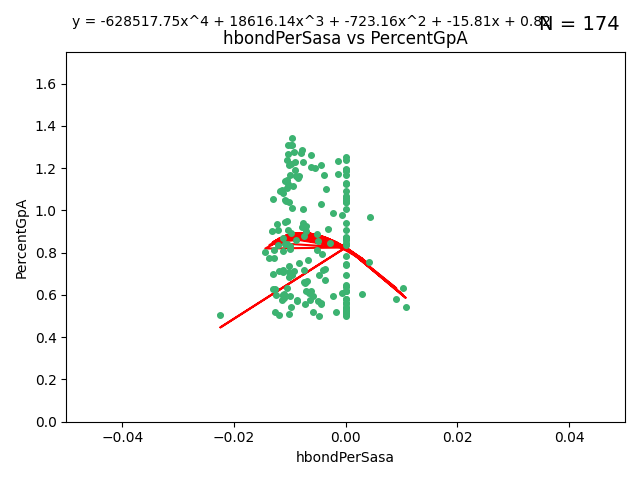 y = -628517.75x^4 + 18616.14x^3 + -723.16x^2 + -15.81x + 0.82
N = 174
hbondPerSasa vs PercentGpA
1.6
1.4
1.2
1.0
0.8
0.6
0.4
0.2
0.0
PercentGpA
−0.04 −0.02 0.00 0.02 0.04
hbondPerSasa